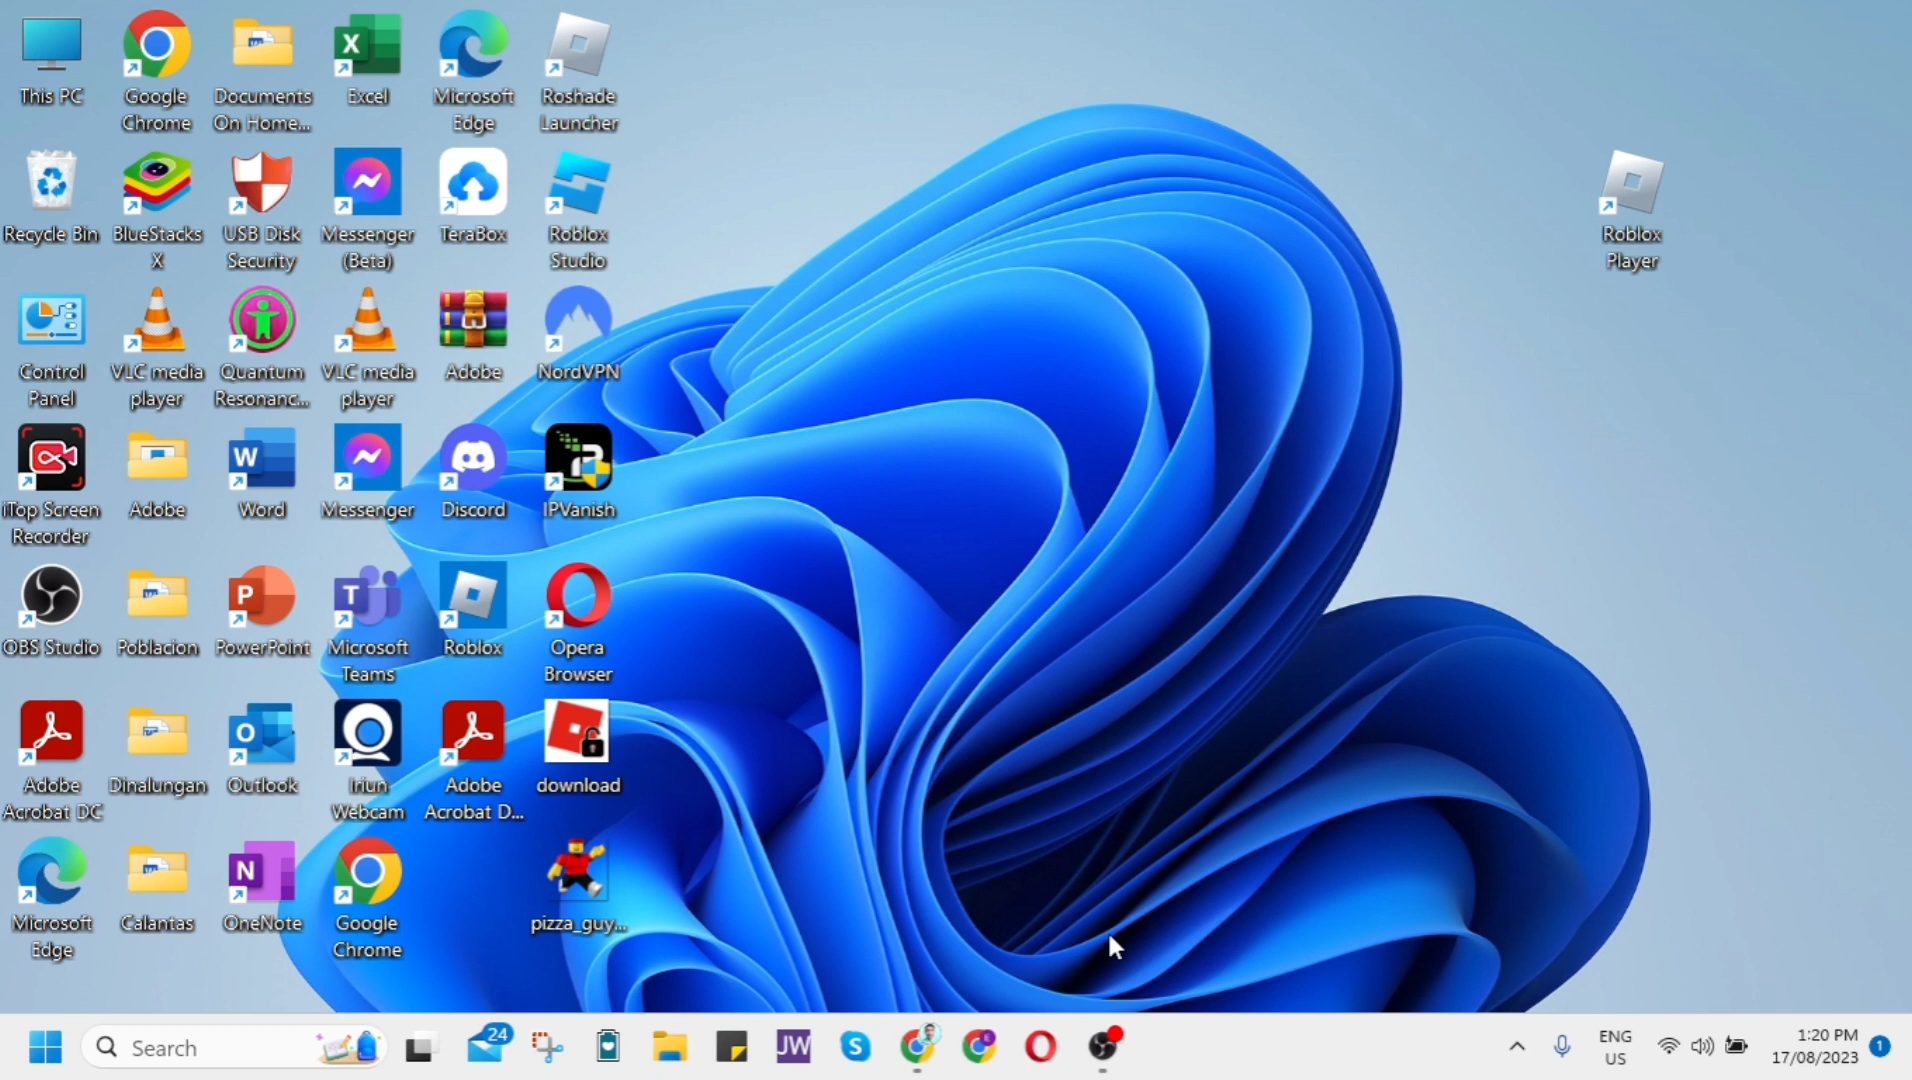 This PC
Google
Chrome
Documents
On Home...
Excel
Microsoft
Edge
Roshade
Launcher
Recycle Bin
BlueStacks
X
USB Disk
Security
Messenger
(Beta)
TeraBox
Roblox
Studio
Roblox
Player
Control
Panel
VLC media
player
Quantum
Resonanc...
VLC media
player
Adobe
NordVPN
iTop Screen
Recorder
Adobe
Word
Messenger
Discord
IPVanish
OBS Studio
Poblacion
PowerPoint
Microsoft
Teams
Roblox
Opera
Browser
Adobe
Acrobat DC
Dinalungan
Outlook
Iriun
Webcam
Adobe
Acrobat D...
download
Microsoft
Edge
Calantas
OneNote
Google
Chrome
pizza_guy...
Search
24
JW
S
E
ENG
US
1:20 PM
17/08/2023
1